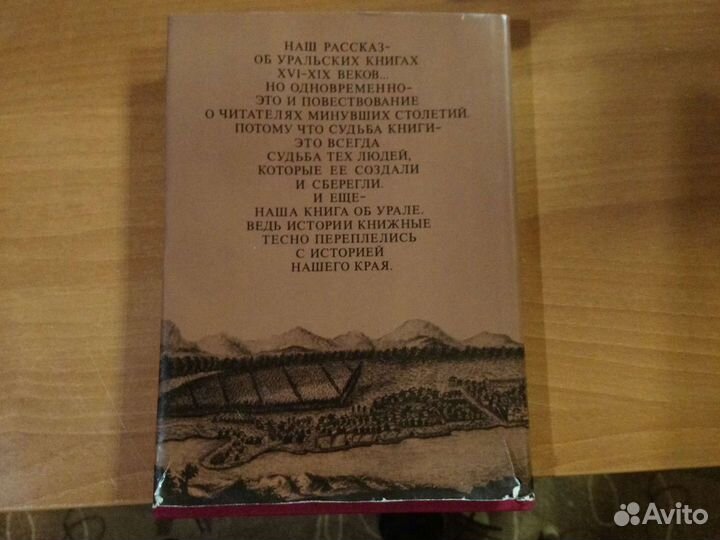 НАШ РАССКАЗ-
ОБ УРАЛЬСКИХ КНИГАХ
XVI-XIX ВЕКОВ...
НО ОДНОВРЕМЕННО-
ЭТО И ПОВЕСТВОВАНИЕ
О ЧИТАТЕЛЯХ МИНУВШИХ СТОЛЕТИЙ.
ПОТОМУ ЧТО СУДЬБА КНИГИ-
ЭТО ВСЕГДА
СУДЬБА ТЕХ ЛЮДЕЙ,
КОТОРЫЕ ЕЕ СОЗДАЛИ
И СБЕРЕГЛИ.
И ЕЩЕ-
НАША КНИГА ОБ УРАЛЕ.
ВЕДЬ ИСТОРИИ КНИЖНЫЕ
ТЕСНО ПЕРЕПЛЕЛИСЬ
С ИСТОРИЕЙ
НАШЕГО КРАЯ.
Avito